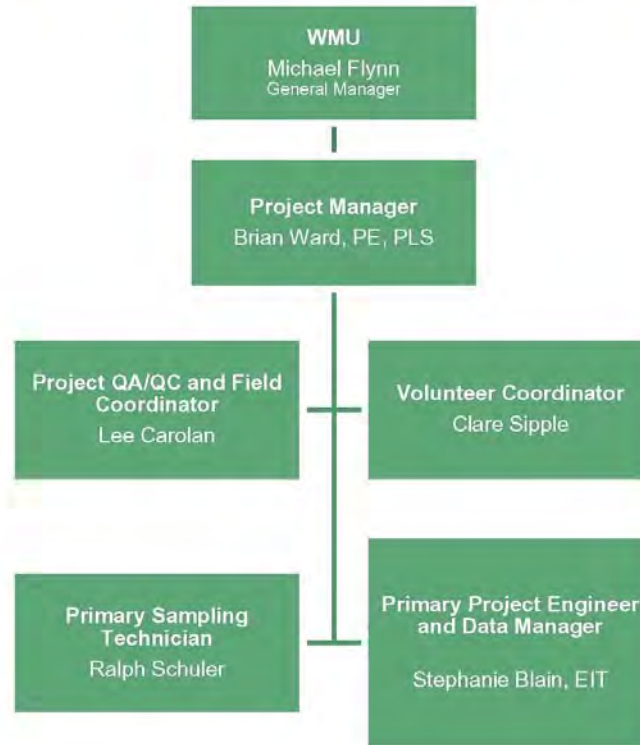 WMU
Michael Flynn
General Manager
Project Manager
Brian Ward, PE, PLS
Project QA/QC and Field
Coordinator
Lee Carolan
Volunteer Coordinator
Clare Sipple
Primary Sampling
Technician
Ralph Schuler
Primary Project Engineer
and Data Manager
Stephanie Blain, EIT